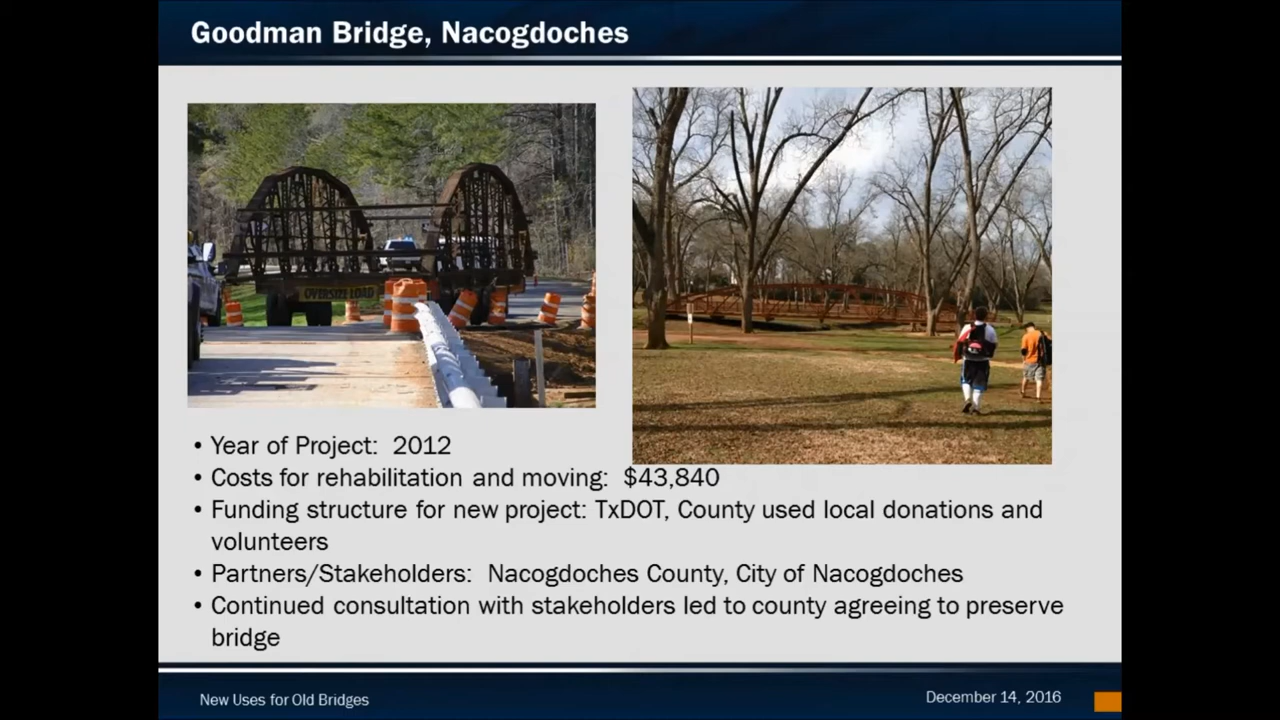 Goodman Bridge, Nacogdoches
OVERSIZE LOAD
• Year of Project: 2012
• Costs for rehabilitation and moving: $43,840
• Funding structure for new project: TxDOT, County used local donations and
volunteers
• Partners/Stakeholders: Nacogdoches County, City of Nacogdoches
• Continued consultation with stakeholders led to county agreeing to preserve
bridge
New Uses for Old Bridges
December 14, 2016